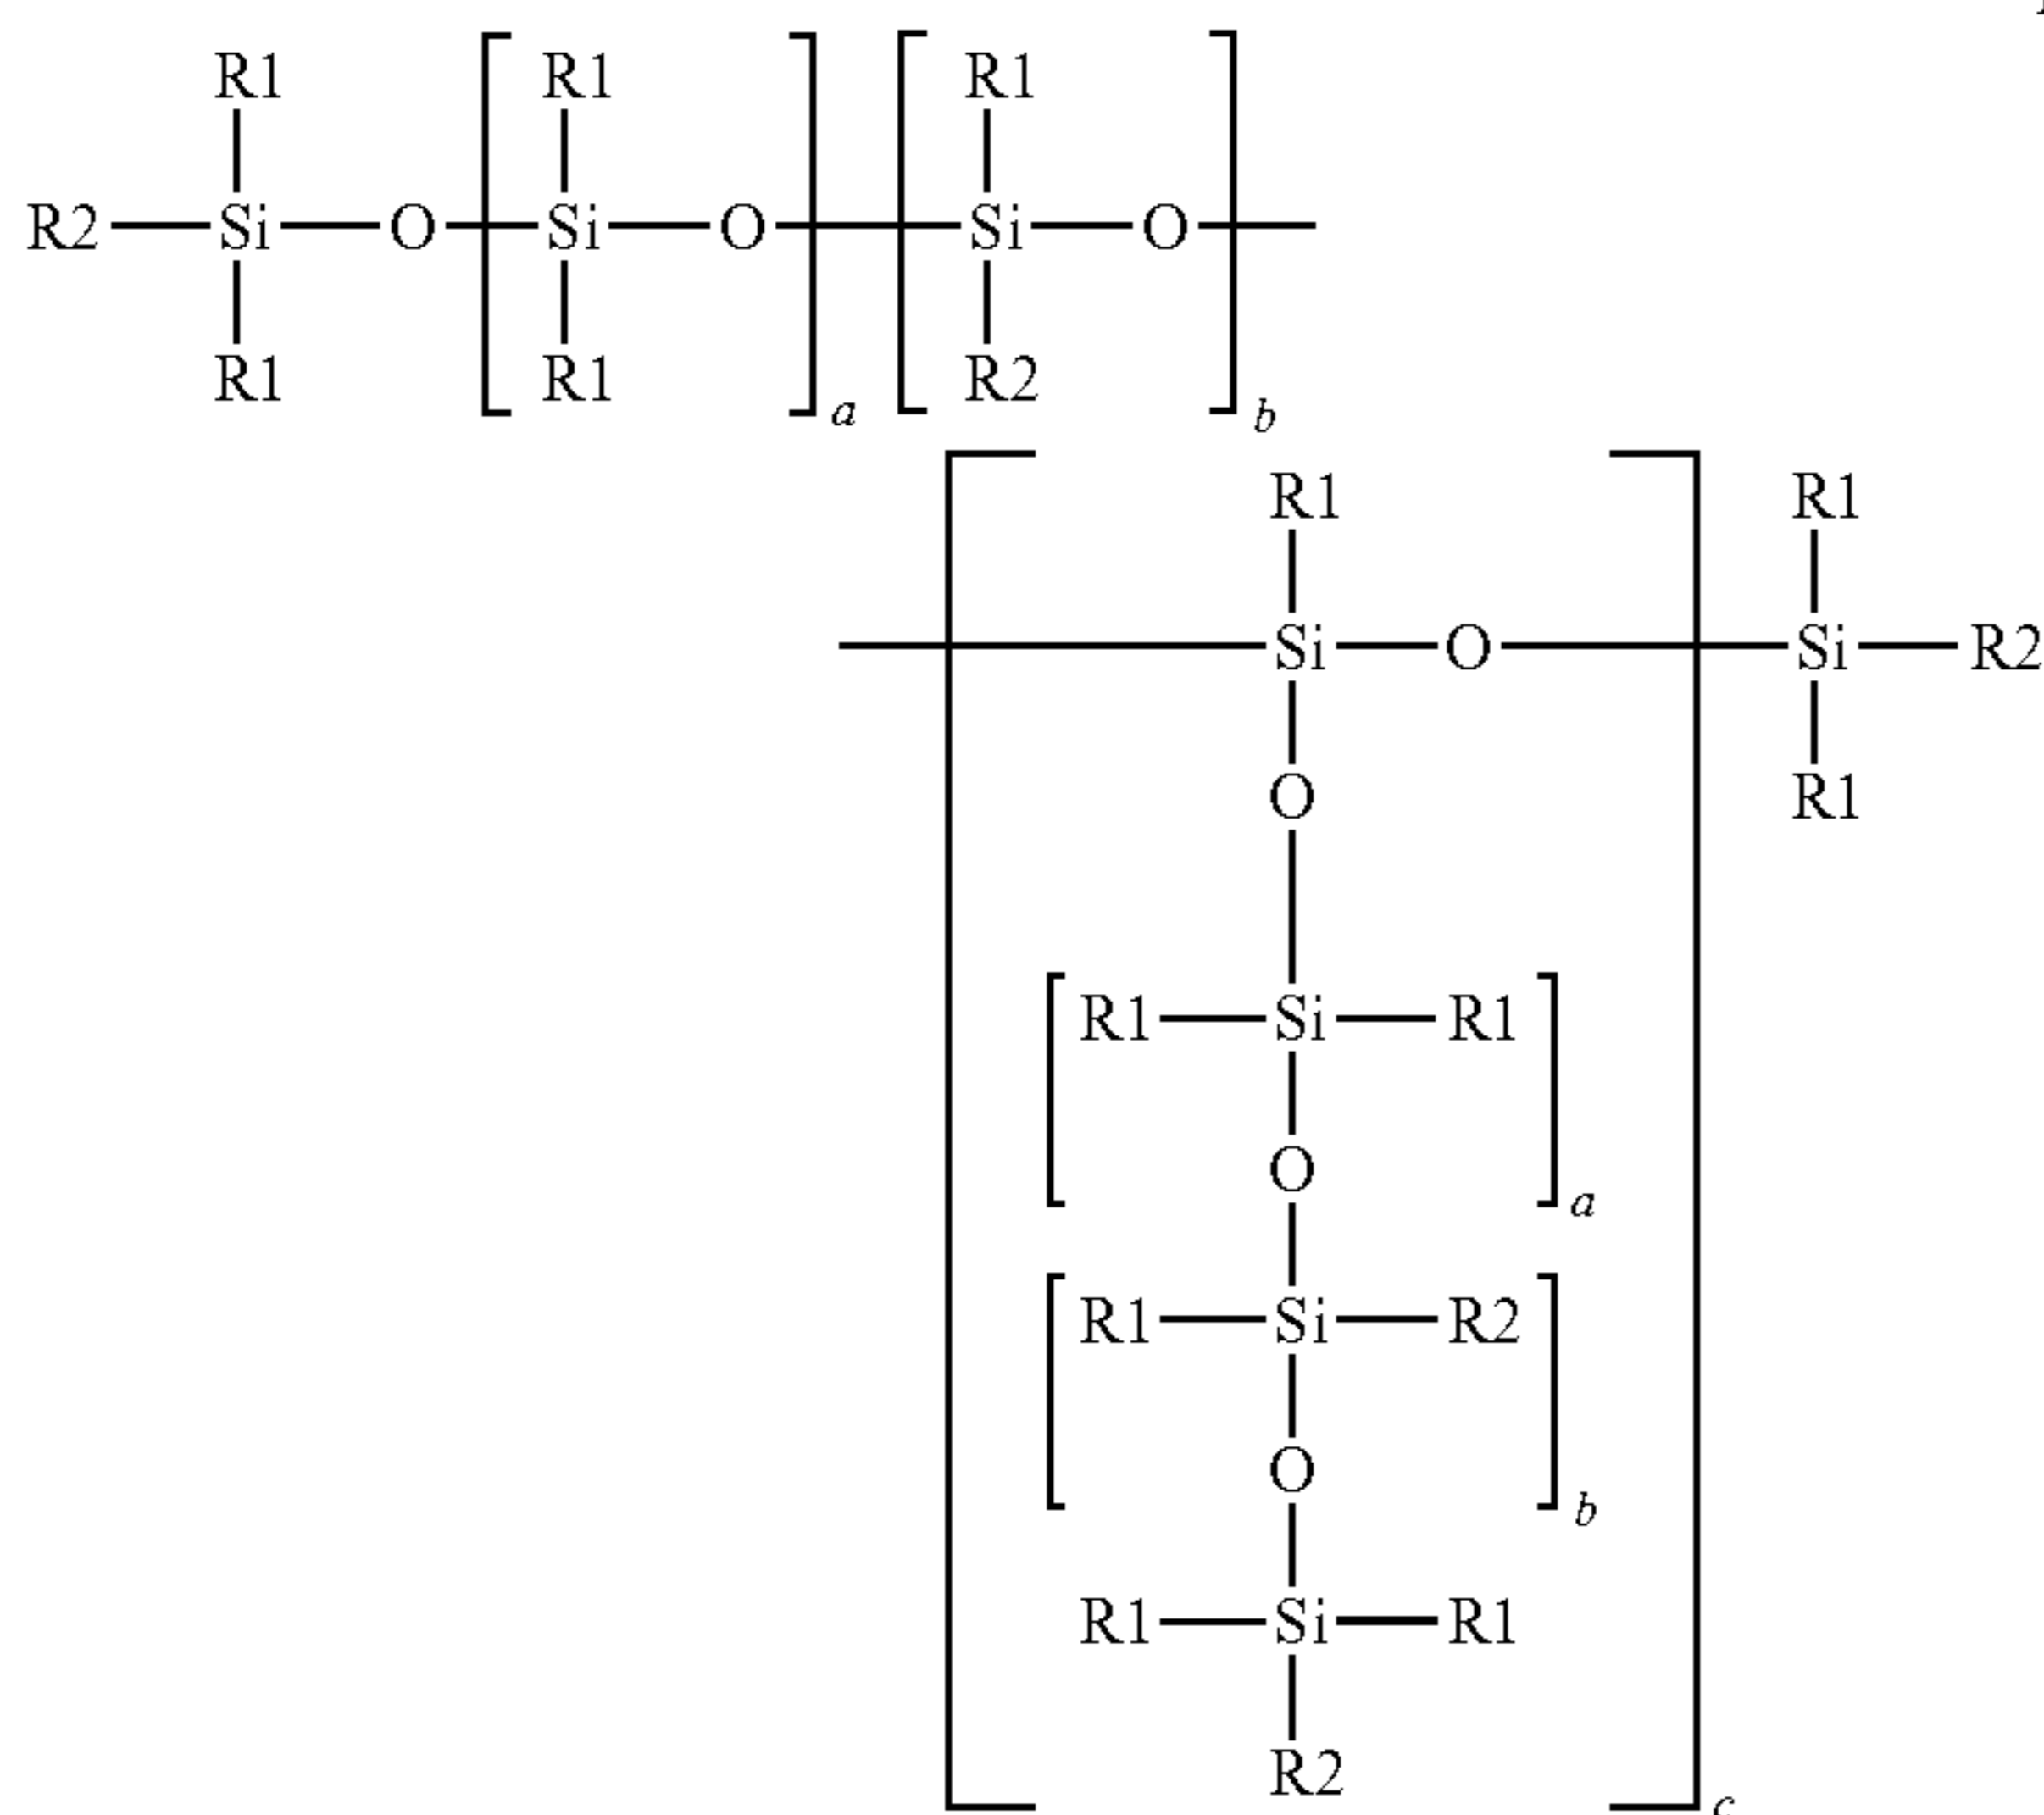 R1 R1 R1
R2 Si O Si O Si O
R1 R1 R2
a b
R1 R1
Si O Si R2
O R1
R1 Si R1
O
a
R1 Si R2
O
b
R1 Si R1
R2
c